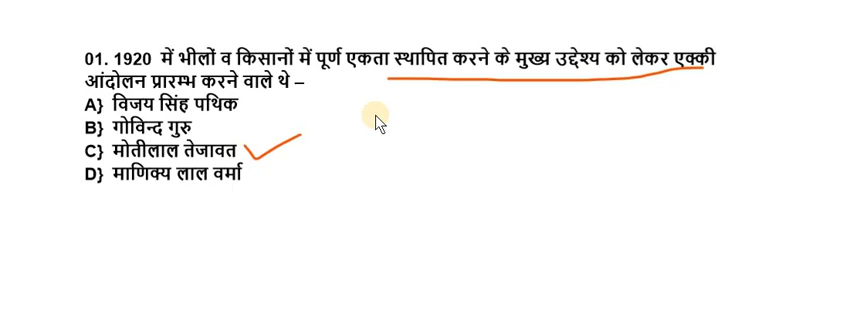 01. 1920 में भीलों व किसानों में पूर्ण एकता स्थापित करने के मुख्य उद्देश्य को लेकर एक्की
आंदोलन प्रारम्भ करने वाले थे –
A} विजय सिंह पथिक
B} गोविन्द गुरु
C} मोतीलाल तेजावत
D} माणिक्य लाल वर्मा